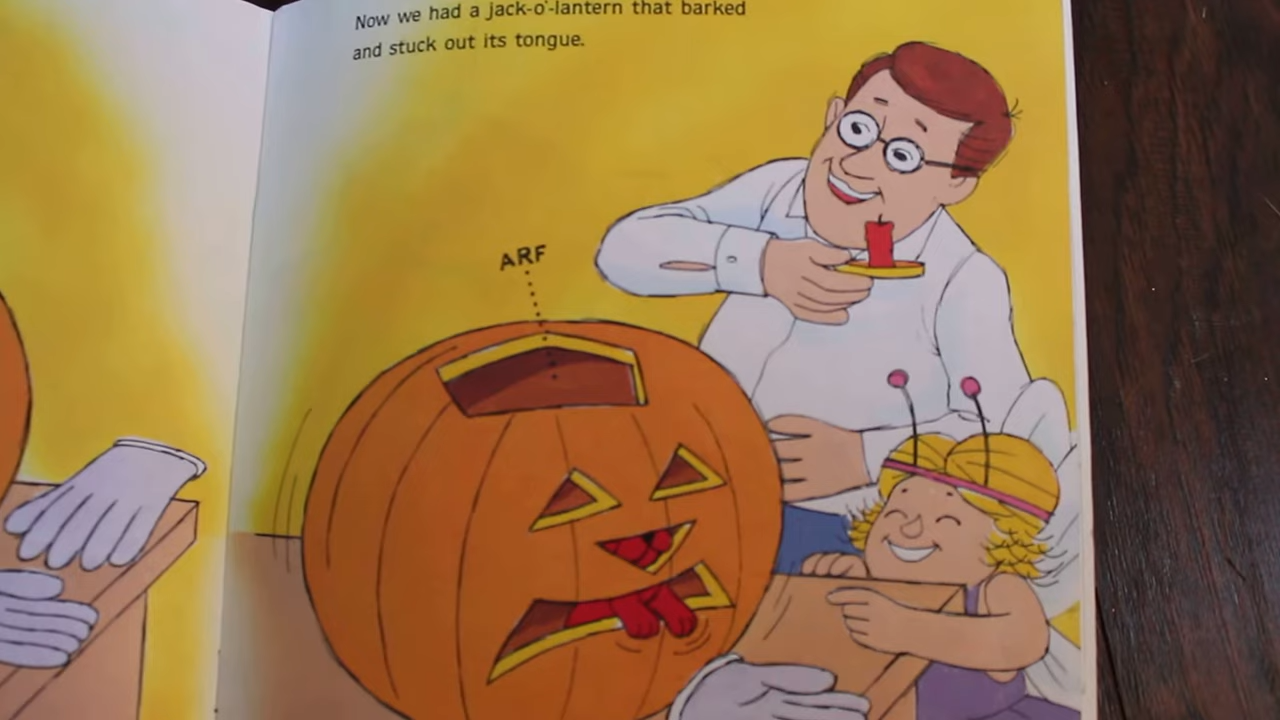 Now we had a jack-o'-lantern that barked
and stuck out its tongue.
ARF